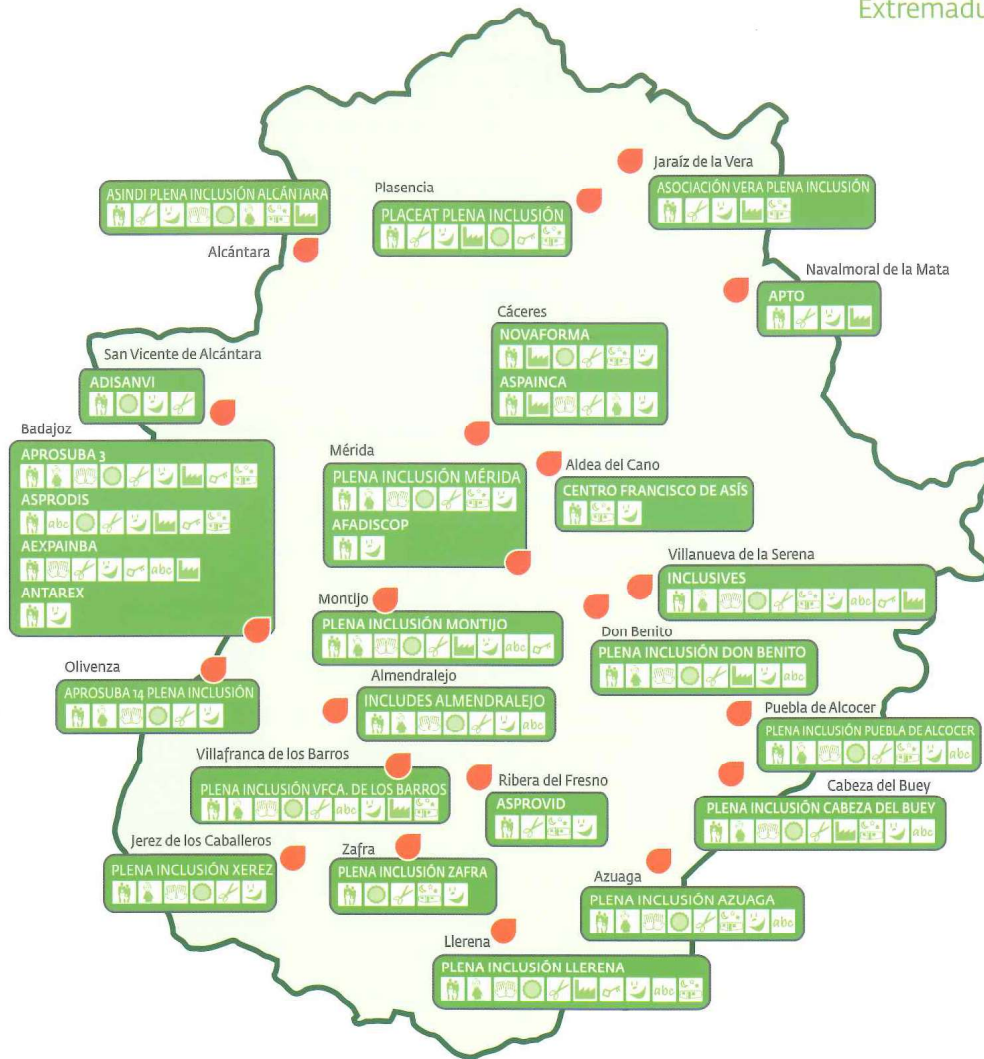 Extremadu
Jaraíz de la Vera
ASOCIACIÓN VERA PLENA INCLUSIÓN
Plasencia
PLACEAT PLENA INCLUSIÓN
ASINDI PLENA INCLUSIÓN ALCÁNTARA
Alcántara
Navalmoral de la Mata
APTO
Cáceres
NOVAFORMA
ASPAINCA
San Vicente de Alcántara
ADISANVI
Badajoz
APROSUBA 3
ASPRODIS
abc
AEXPAINBA
abc
ANTAREX
Mérida
PLENA INCLUSIÓN MÉRIDA
AFADISCOP
Aldea del Cano
CENTRO FRANCISCO DE ASÍS
Villanueva de la Serena
INCLUSIVES
abc
Montijo
PLENA INCLUSIÓN MONTIJO
abc
Don Benito
PLENA INCLUSIÓN DON BENITO
abc
Olivenza
APROSUBA 14 PLENA INCLUSIÓN
Almendralejo
INCLUDES ALMENDRALEJO
abc
Puebla de Alcocer
PLENA INCLUSIÓN PUEBLA DE ALCOCER
abc
Villafranca de los Barros
PLENA INCLUSIÓN VFCA. DE LOS BARROS
abc
Ribera del Fresno
ASPROVID
Cabeza del Buey
PLENA INCLUSIÓN CABEZA DEL BUEY
abc
Jerez de los Caballeros
PLENA INCLUSIÓN XEREZ
Zafra
PLENA INCLUSIÓN ZAFRA
Azuaga
PLENA INCLUSIÓN AZUAGA
abc
Llerena
PLENA INCLUSIÓN LLERENA
abc